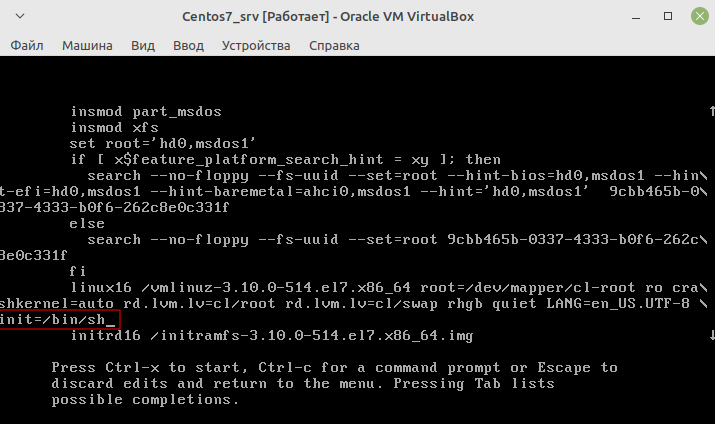 Centos7_srv [Работает] - Oracle VM VirtualBox
Файл Машина Вид Ввод Устройства Справка
insmod part_msdos
insmod xfs
set root='hd0,msdos1'
if [ x$feature_platform_search_hint = xy ]; then
search --no-floppy --fs-uuid --set=root --hint-bios=hd0,msdos1 --hin\
t-efi=hd0,msdos1 --hint-baremetal=ahci0,msdos1 --hint='hd0,msdos1'  9cbb465b-0\
337-4333-b0f6-262c8e0c331f
else
search --no-floppy --fs-uuid --set=root 9cbb465b-0337-4333-b0f6-262c\
8e0c331f
fi
linux16 /vmlinuz-3.10.0-514.el7.x86_64 root=/dev/mapper/cl-root ro cra\
shkernel=auto rd.lvm.lv=cl/root rd.lvm.lv=cl/swap rhgb quiet LANG=en_US.UTF-8 \
init=/bin/sh_
initrd16 /initramfs-3.10.0-514.el7.x86_64.img
Press Ctrl-x to start, Ctrl-c for a command prompt or Escape to
discard edits and return to the menu. Pressing Tab lists
possible completions.